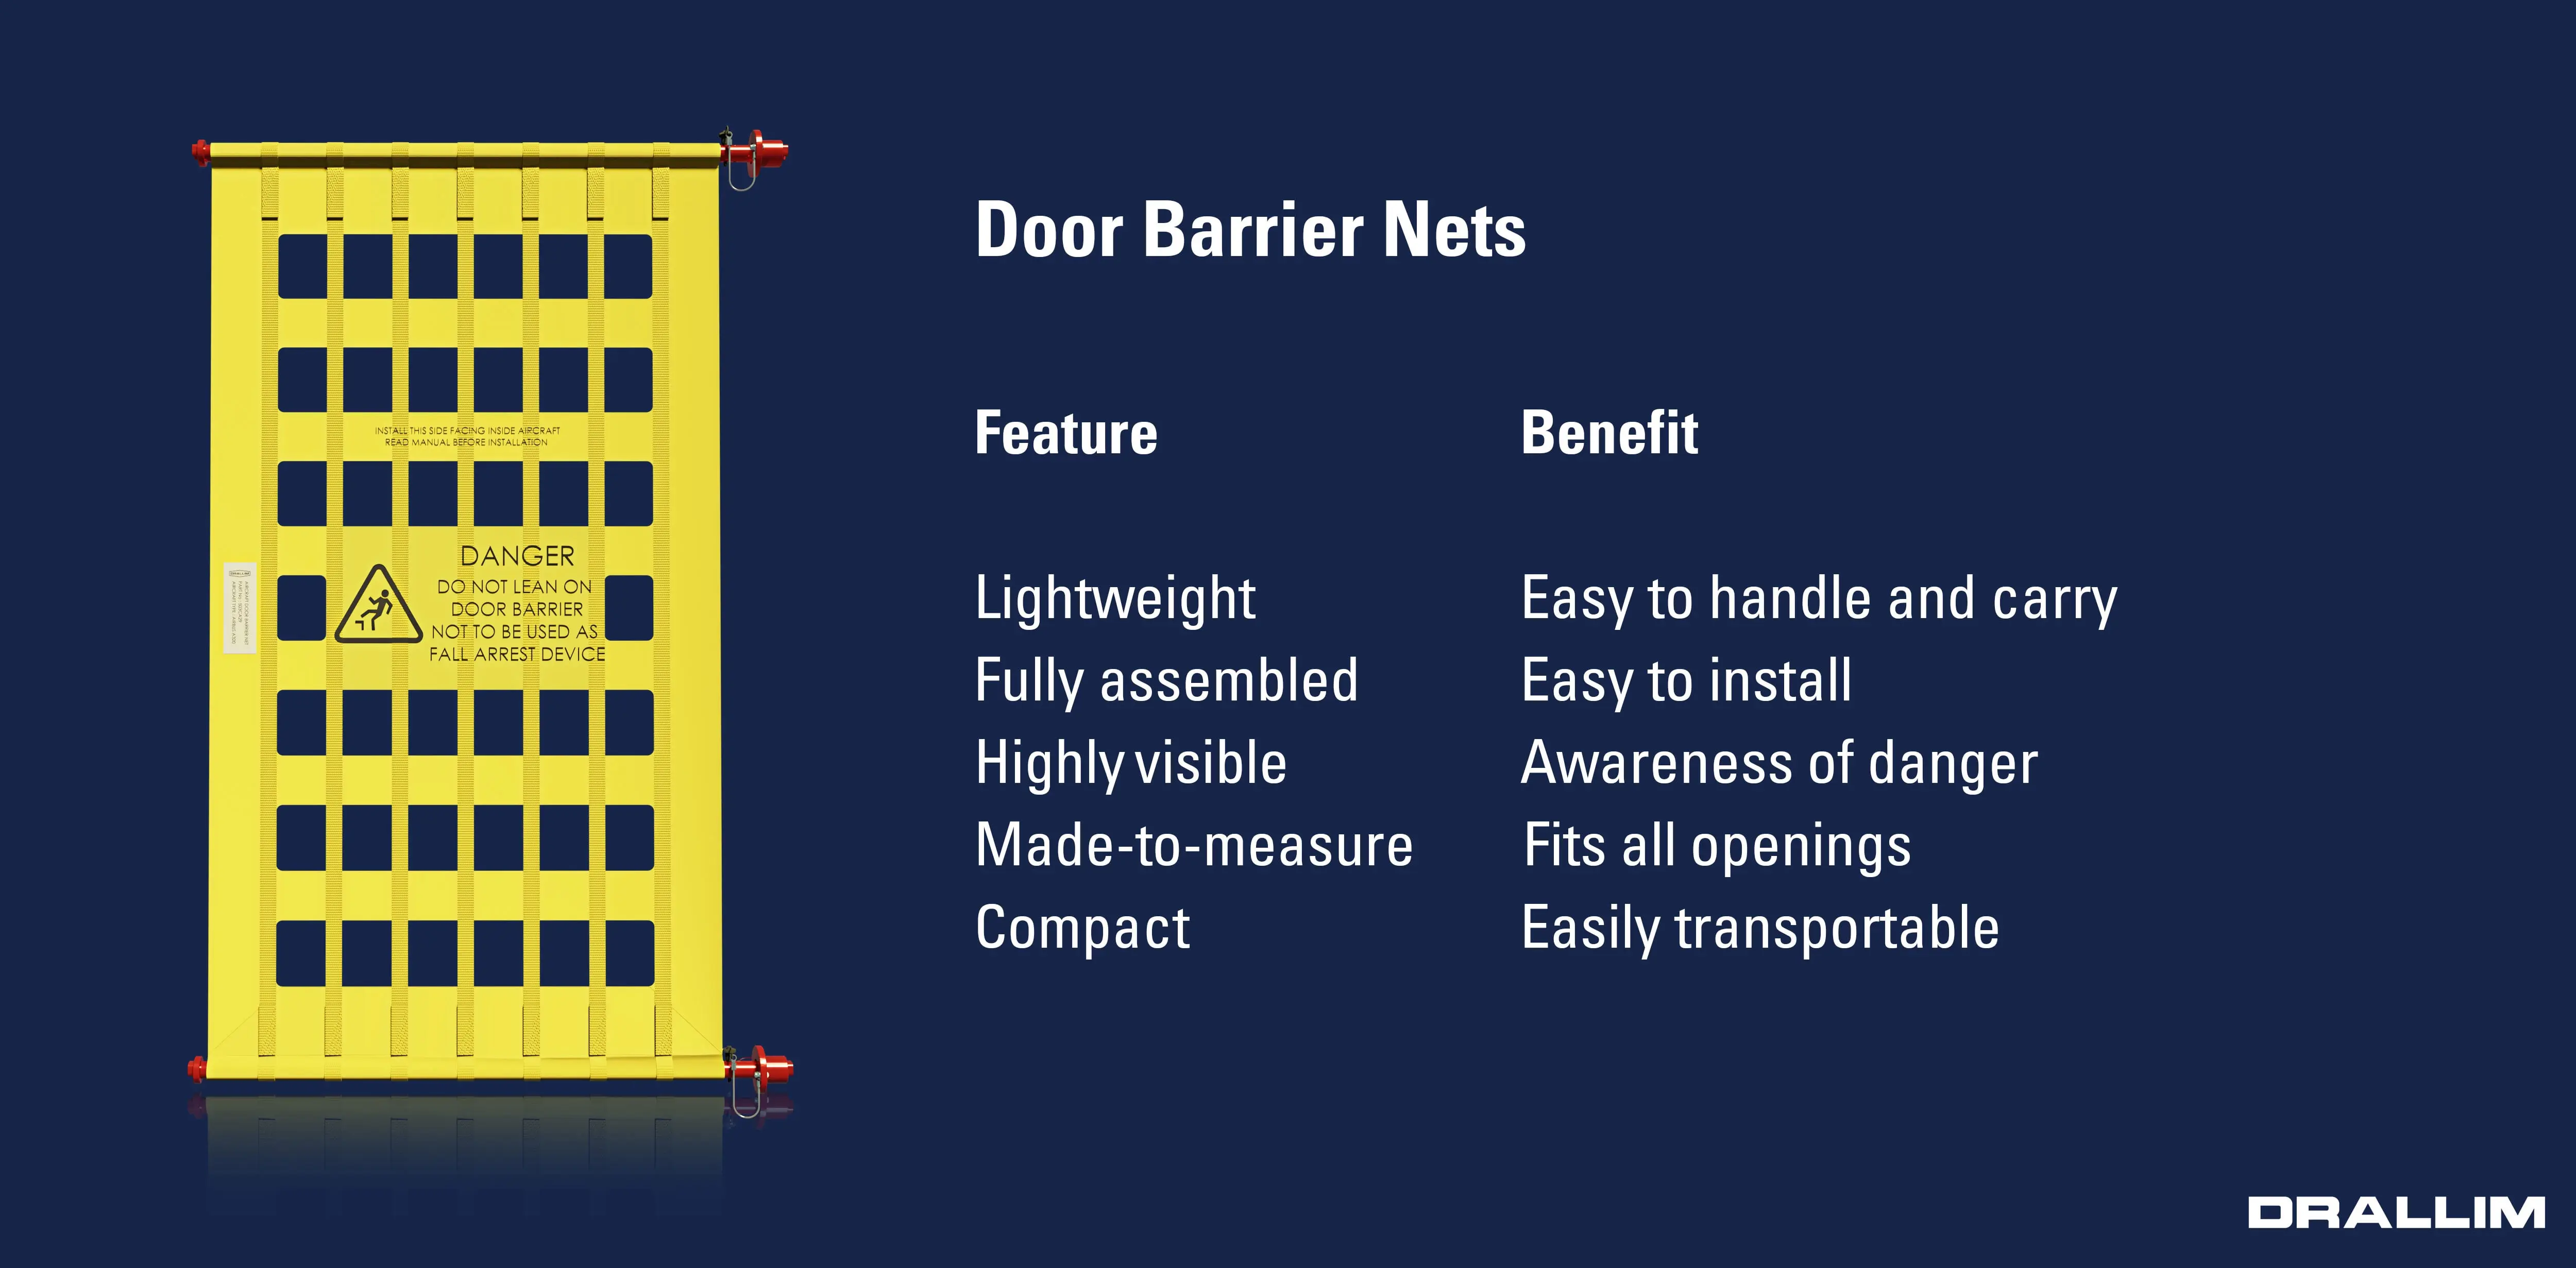 INSTALL THIS SIDE FACING INSIDE AIRCRAFT
READ MANUAL BEFORE INSTALLATION
DANGER
DO NOT LEAN ON
DOOR BARRIER
NOT TO BE USED AS
FALL ARREST DEVICE
Door Barrier Nets
Feature Benefit
Lightweight Easy to handle and carry
Fully assembled Easy to install
Highly visible Awareness of danger
Made-to-measure Fits all openings
Compact Easily transportable
DRALLIM